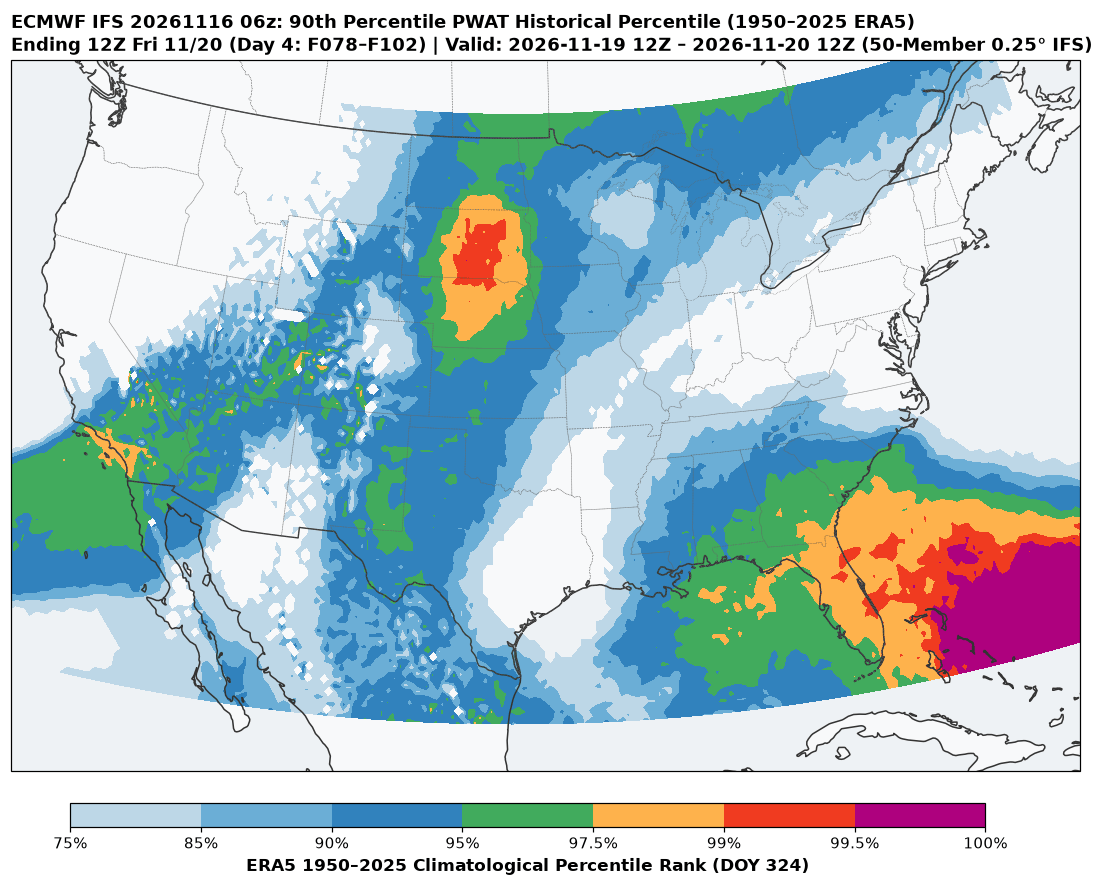 ECMWF IFS 20261116 06z: 90th Percentile PWAT Historical Percentile (1950–2025 ERA5)
Ending 12Z Fri 11/20 (Day 4: F078–F102) | Valid: 2026-11-19 12Z – 2026-11-20 12Z (50-Member 0.25° IFS)
75% 85% 90% 95% 97.5% 99% 99.5% 100%
ERA5 1950–2025 Climatological Percentile Rank (DOY 324)